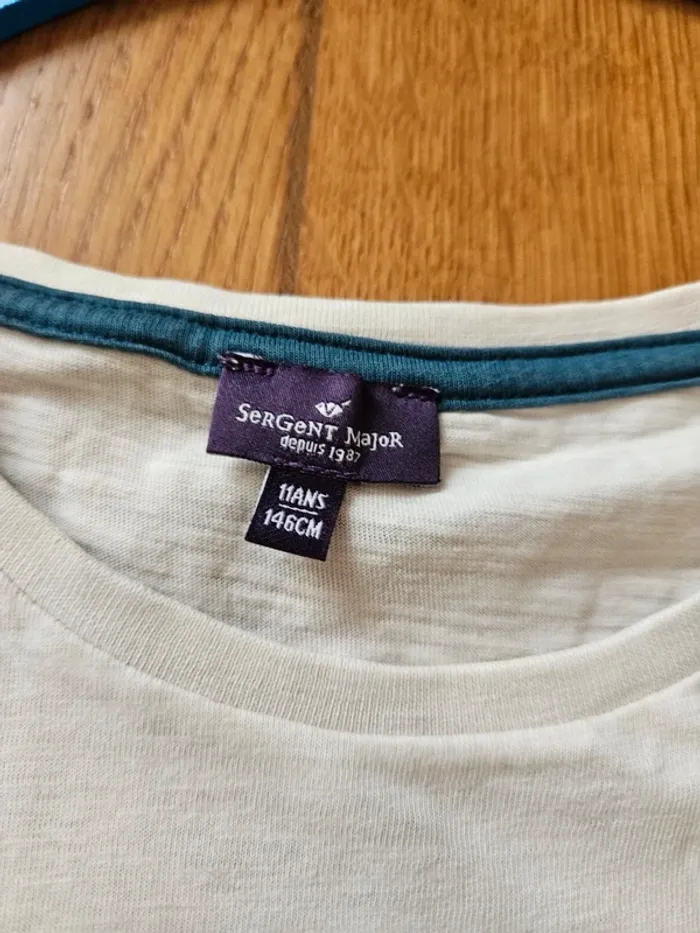 SeRGeNT MajoR
depuis 1987
11ANS
146CM